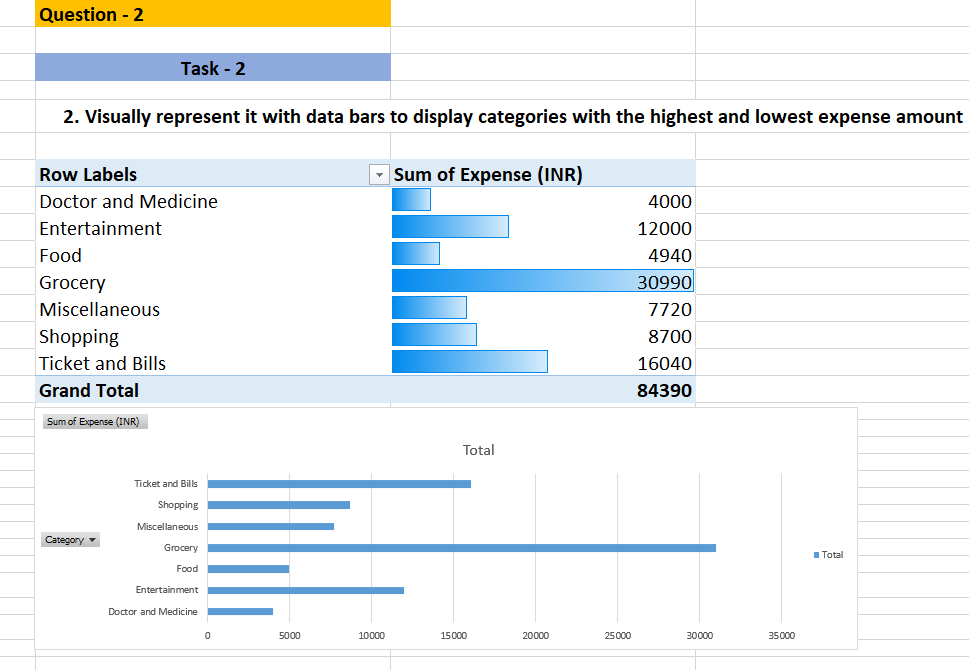 Question - 2
Task - 2
2. Visually represent it with data bars to display categories with the highest and lowest expense amount
Row Labels Sum of Expense (INR)
Doctor and Medicine 4000
Entertainment 12000
Food 4940
Grocery 30990
Miscellaneous 7720
Shopping 8700
Ticket and Bills 16040
Grand Total 84390
Sum of Expense (INR)
Total
Ticket and Bills
Shopping
Miscellaneous
Category
Grocery
Total
Food
Entertainment
Doctor and Medicine
0 5000 10000 15000 20000 25000 30000 35000